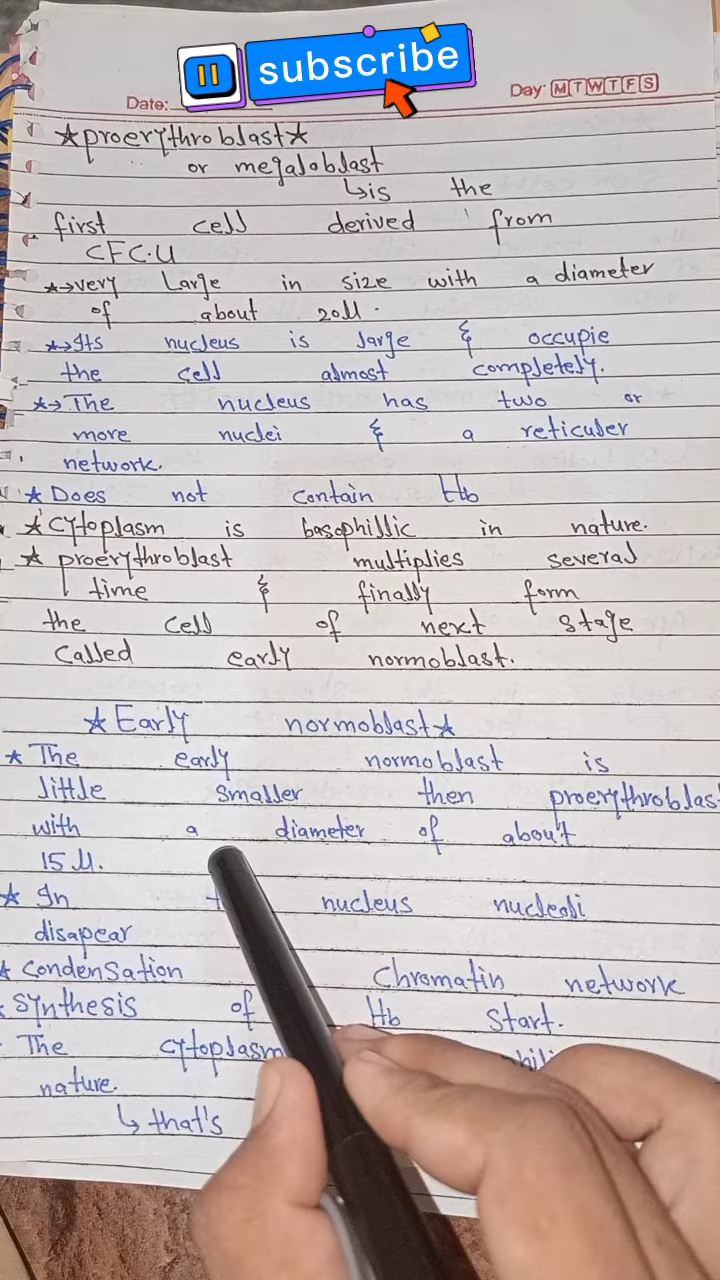 subscribe
Date:
Day: M T W T F S
★proerythroblast★
or megaloblast
↳is the
first cell derived from
CFC.U
★→very Large in size with a diameter
of about 20µ.
★→Its nucleus is large & occupie
the cell almost completely.
★→ The nucleus has two or
more nuclei & a reticuler
network.
★ Does not contain Hb
★ Cytoplasm is basophillic in nature.
★ proerythroblast multiplies several
time & finally form
the cell of next stage
called early normoblast.
★Early normoblast★
★ The early normoblast is
little smaller then proerythroblast
with a diameter of about
15 µ.
★ In nucleus nucleoli
disapear
★ Condensation Chromatin network
★ Synthesis of Hb Start.
The cytoplasm
nature.
↳ that's